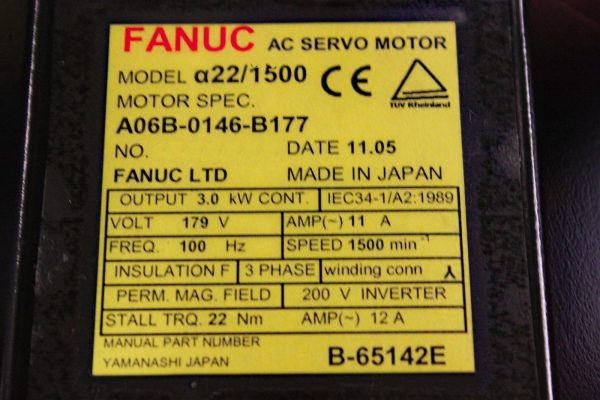 FANUC AC SERVO MOTOR
MODEL α22/1500 CE
TÜV Rheinland
MOTOR SPEC.
A06B-0146-B177
NO. DATE 11.05
FANUC LTD MADE IN JAPAN
OUTPUT 3.0 kW CONT. IEC34-1/A2:1989
VOLT 179 V AMP(~) 11 A
FREQ. 100 Hz SPEED 1500 min⁻¹
INSULATION F 3 PHASE winding conn
PERM. MAG. FIELD 200 V INVERTER
STALL TRQ. 22 Nm AMP(~) 12 A
MANUAL PART NUMBER
YAMANASHI JAPAN B-65142E